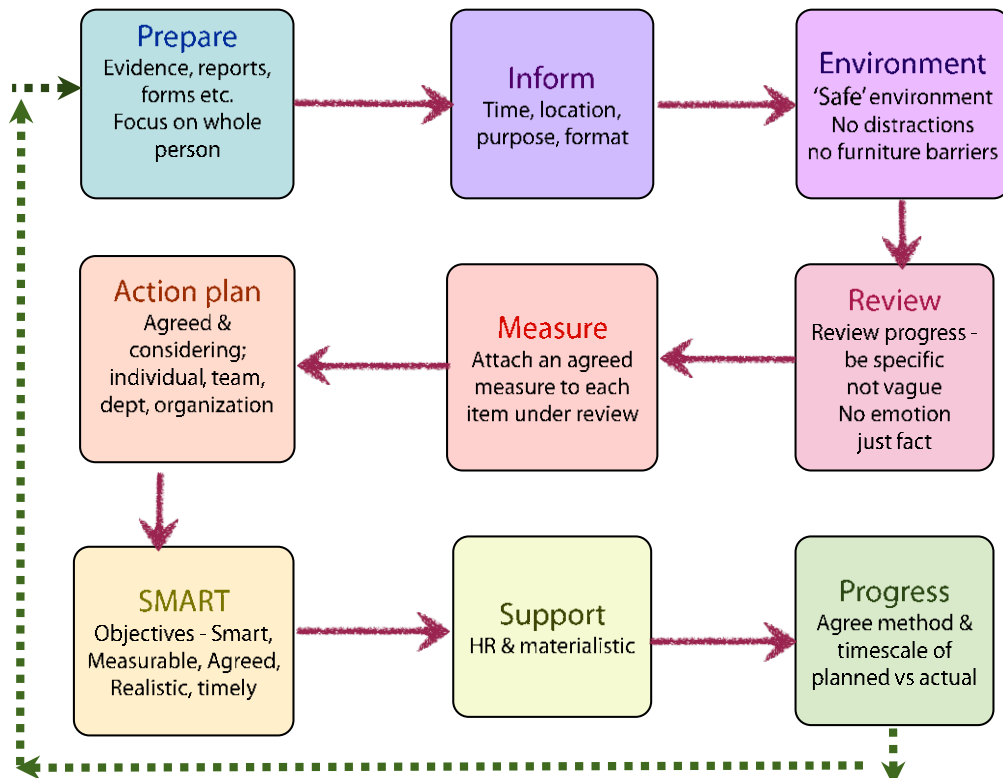 Prepare
Evidence, reports,
forms etc.
Focus on whole
person
Inform
Time, location,
purpose, format
Environment
‘Safe’ environment
No distractions
no furniture barriers
Review
Review progress -
be specific
not vague
No emotion
just fact
Measure
Attach an agreed
measure to each
item under review
Action plan
Agreed &
considering;
individual, team,
dept, organization
SMART
Objectives - Smart,
Measurable, Agreed,
Realistic, timely
Support
HR & materialistic
Progress
Agree method &
timescale of
planned vs actual